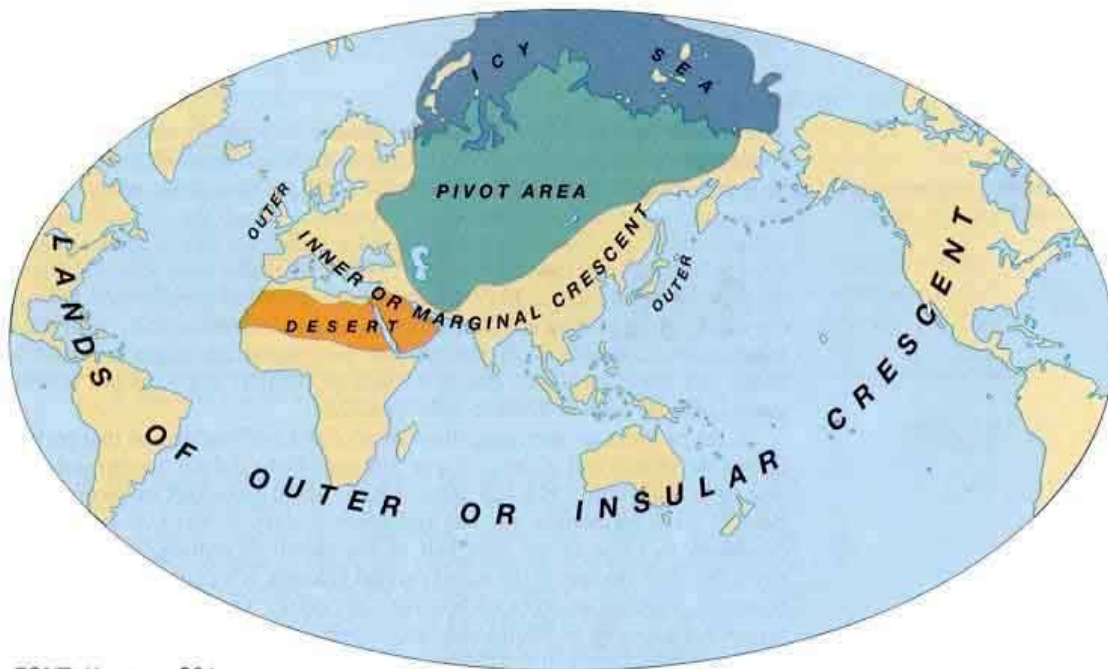 ICY SEA
PIVOT AREA
OUTER
INNER OR MARGINAL CRESCENT
OUTER
DESERT
LANDS OF OUTER OR INSULAR CRESCENT